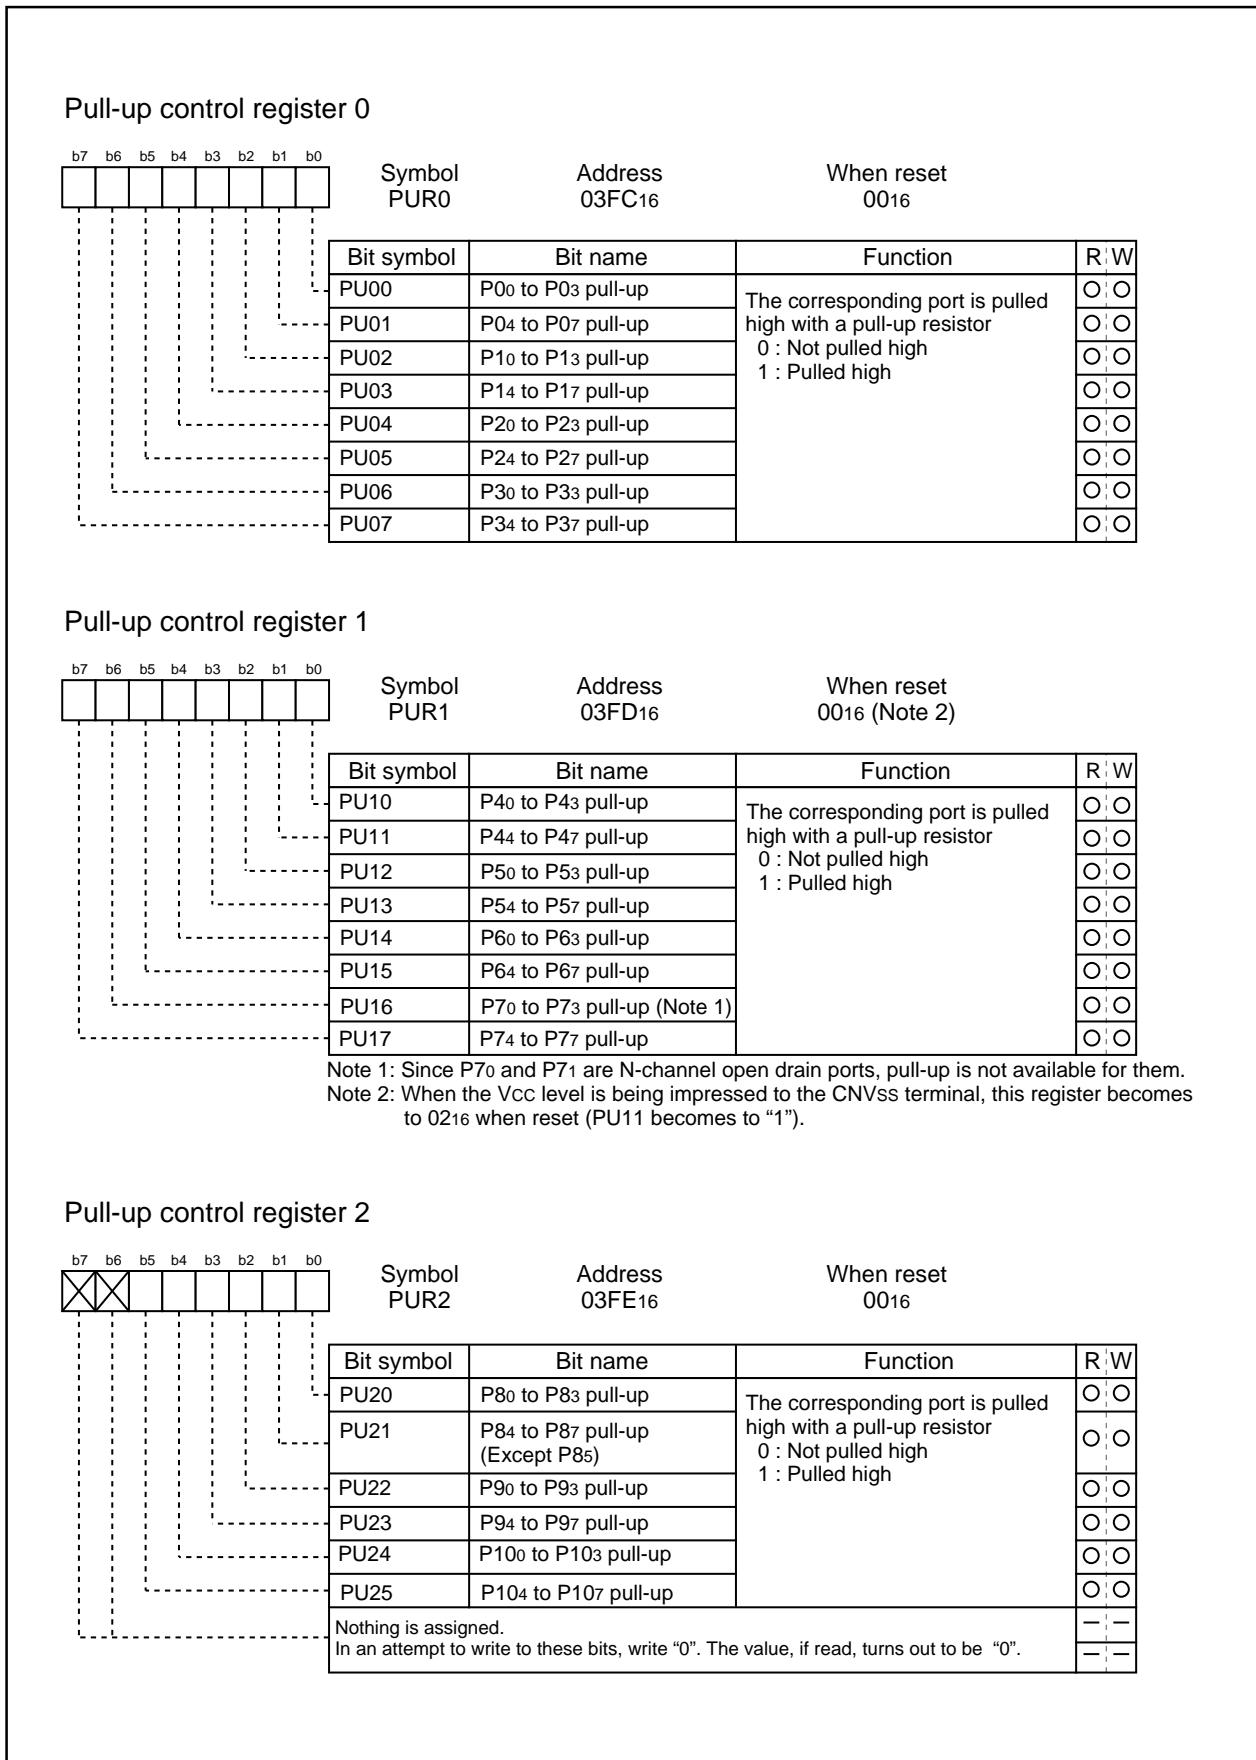 Pull-up control register 0
b7 b6 b5 b4 b3 b2 b1 b0
Symbol Address When reset
PUR0 03FC16 0016
Bit symbol Bit name Function R W
PU00 P00 to P03 pull-up The corresponding port is pulled
PU01 P04 to P07 pull-up high with a pull-up resistor
PU02 P10 to P13 pull-up 0 : Not pulled high
PU03 P14 to P17 pull-up 1 : Pulled high
PU04 P20 to P23 pull-up
PU05 P24 to P27 pull-up
PU06 P30 to P33 pull-up
PU07 P34 to P37 pull-up
Pull-up control register 1
b7 b6 b5 b4 b3 b2 b1 b0
Symbol Address When reset
PUR1 03FD16 0016 (Note 2)
Bit symbol Bit name Function R W
PU10 P40 to P43 pull-up The corresponding port is pulled
PU11 P44 to P47 pull-up high with a pull-up resistor
PU12 P50 to P53 pull-up 0 : Not pulled high
PU13 P54 to P57 pull-up 1 : Pulled high
PU14 P60 to P63 pull-up
PU15 P64 to P67 pull-up
PU16 P70 to P73 pull-up (Note 1)
PU17 P74 to P77 pull-up
Note 1: Since P70 and P71 are N-channel open drain ports, pull-up is not available for them.
Note 2: When the VCC level is being impressed to the CNVSS terminal, this register becomes
to 0216 when reset (PU11 becomes to “1”).
Pull-up control register 2
b7 b6 b5 b4 b3 b2 b1 b0
Symbol Address When reset
PUR2 03FE16 0016
Bit symbol Bit name Function R W
PU20 P80 to P83 pull-up The corresponding port is pulled
PU21 P84 to P87 pull-up high with a pull-up resistor
(Except P85) 0 : Not pulled high
PU22 P90 to P93 pull-up 1 : Pulled high
PU23 P94 to P97 pull-up
PU24 P100 to P103 pull-up
PU25 P104 to P107 pull-up
Nothing is assigned.
In an attempt to write to these bits, write “0”. The value, if read, turns out to be “0”.